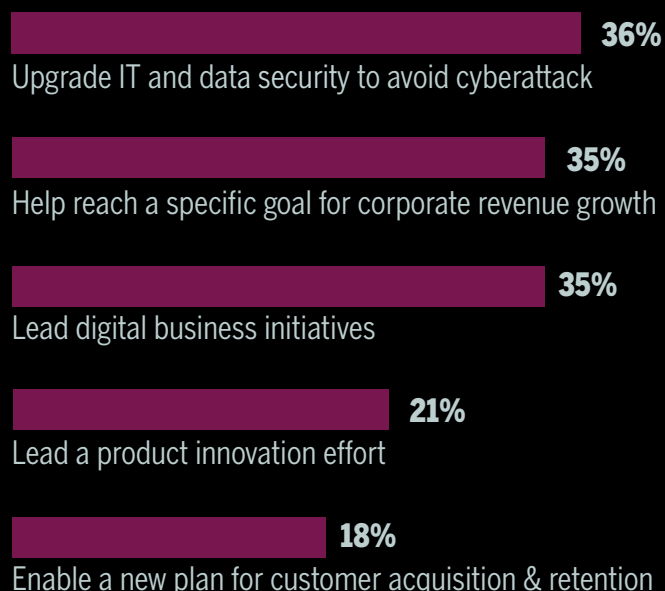 36%
Upgrade IT and data security to avoid cyberattack
35%
Help reach a specific goal for corporate revenue growth
35%
Lead digital business initiatives
21%
Lead a product innovation effort
18%
Enable a new plan for customer acquisition & retention